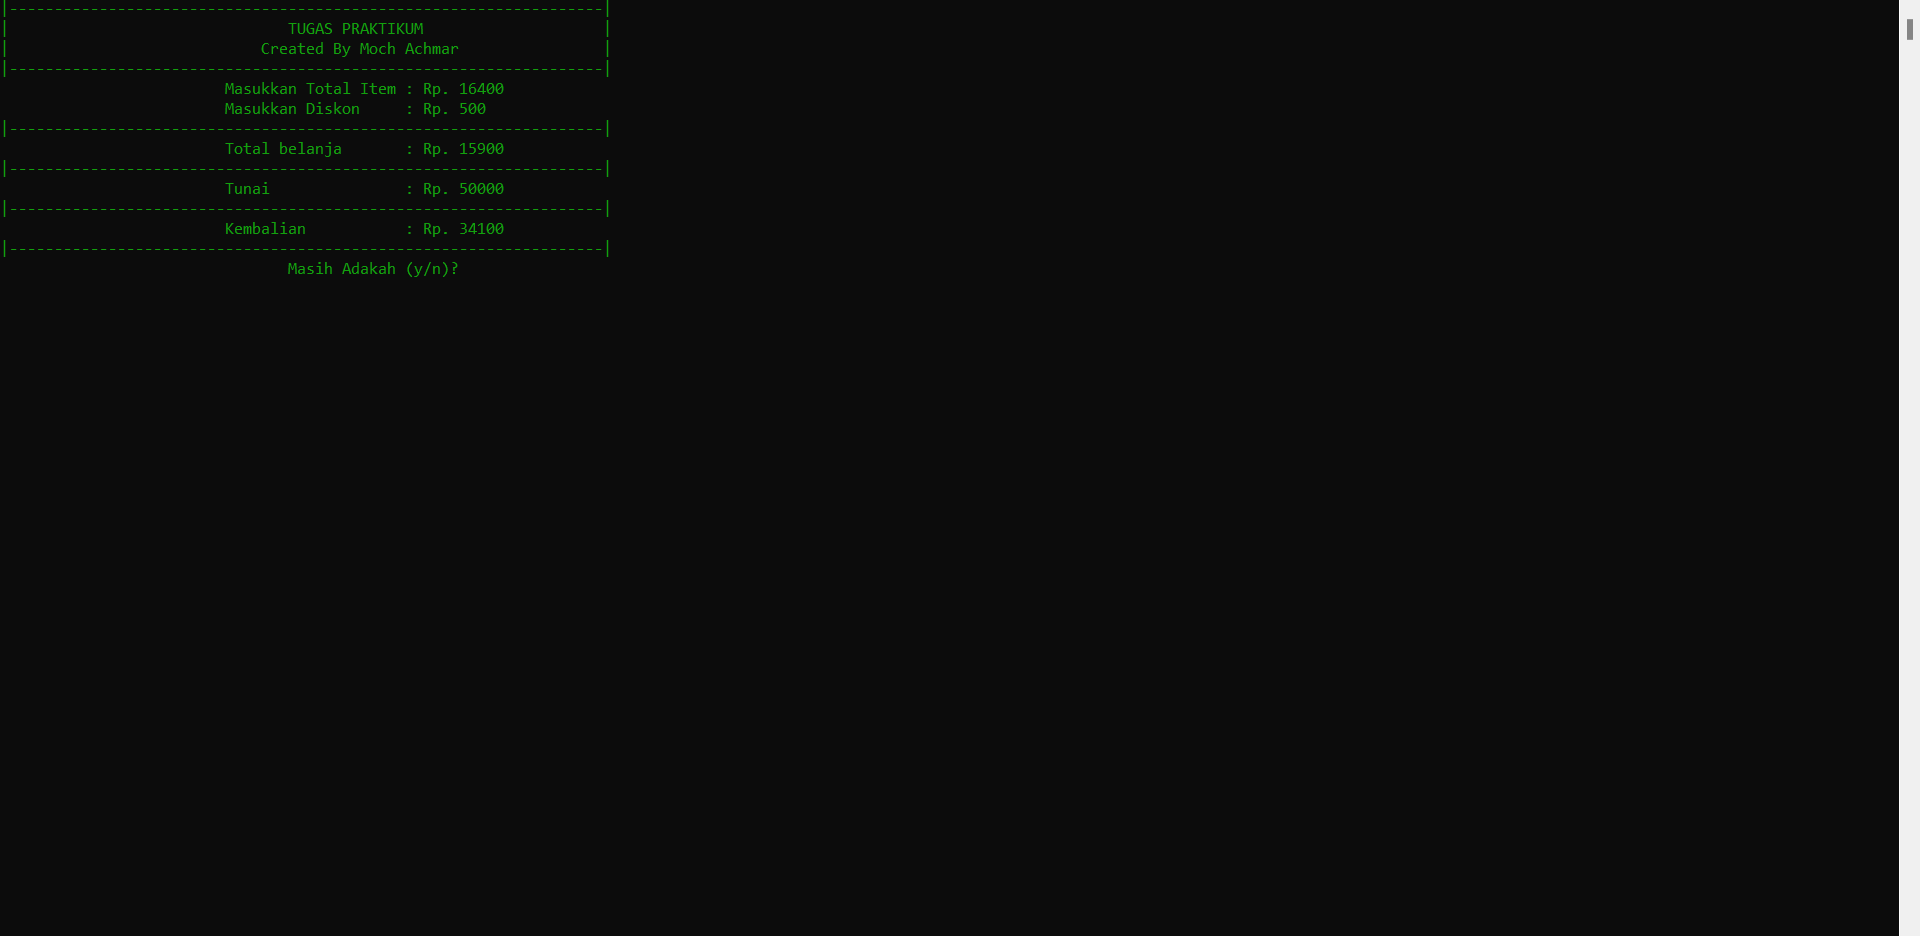 |------------------------------------------------------------------|
| TUGAS PRAKTIKUM |
| Created By Moch Achmar |
|------------------------------------------------------------------|
Masukkan Total Item : Rp. 16400
Masukkan Diskon : Rp. 500
|------------------------------------------------------------------|
Total belanja : Rp. 15900
|------------------------------------------------------------------|
Tunai : Rp. 50000
|------------------------------------------------------------------|
Kembalian : Rp. 34100
|------------------------------------------------------------------|
Masih Adakah (y/n)?